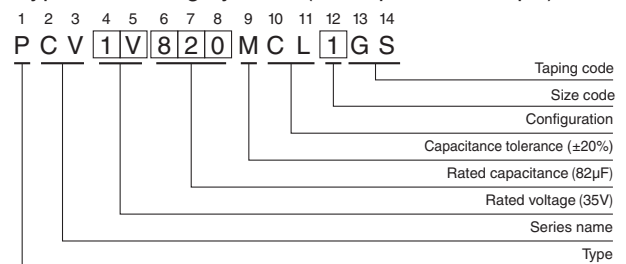 1 2 3 4 5 6 7 8 9 10 11 12 13 14
P C V 1 V 8 2 0 M C L 1 G S
Taping code
Size code
Configuration
Capacitance tolerance (±20%)
Rated capacitance (82µF)
Rated voltage (35V)
Series name
Type